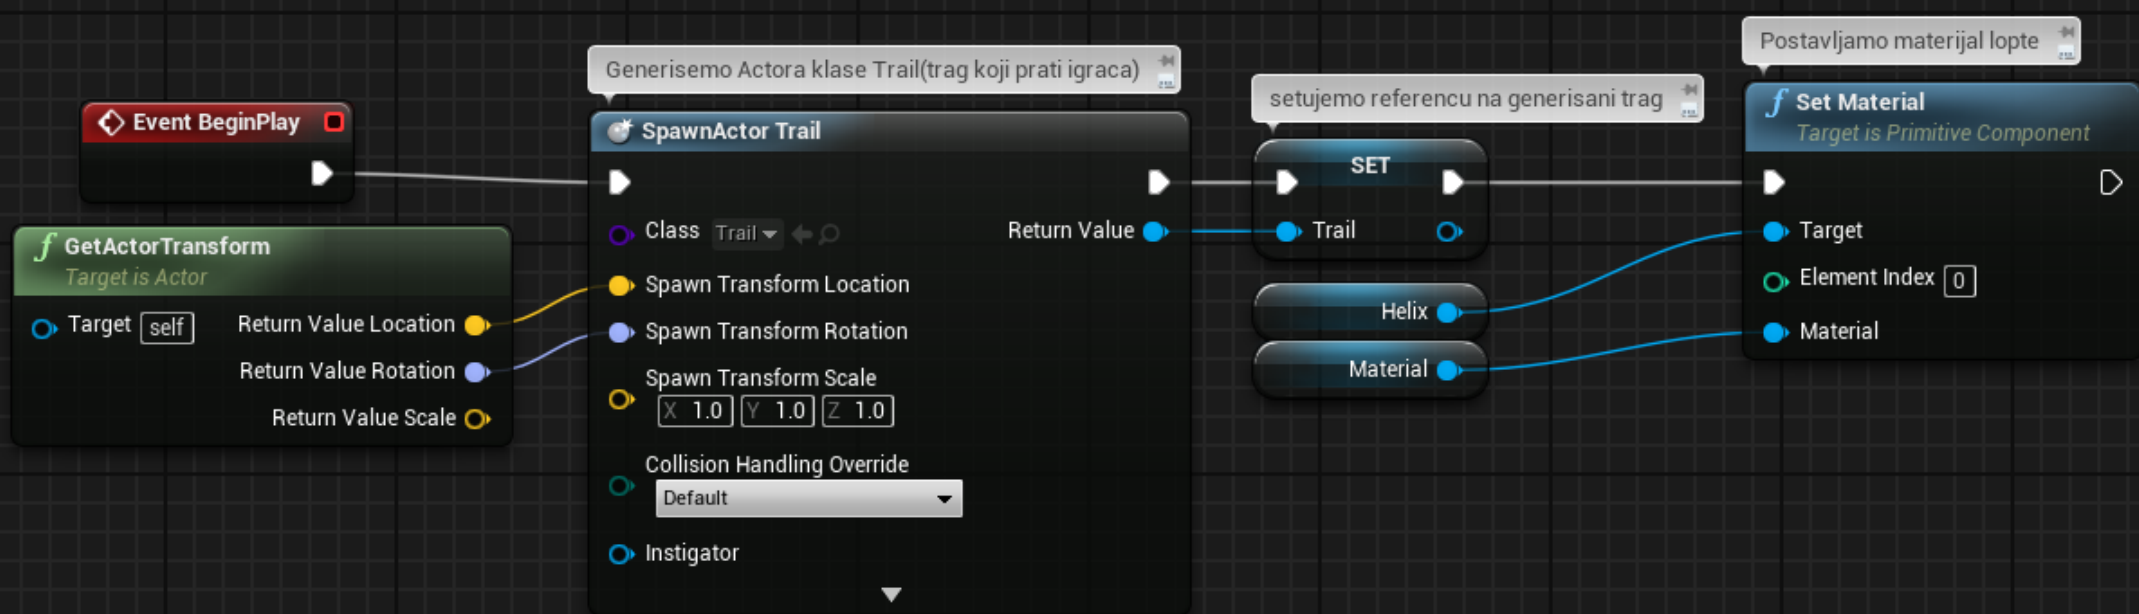 Event BeginPlay
GetActorTransform
Target is Actor
Target self
Return Value Location
Return Value Rotation
Return Value Scale
Generisemo Actora klase Trail(trag koji prati igraca)
SpawnActor Trail
Class Trail
Return Value
Spawn Transform Location
Spawn Transform Rotation
Spawn Transform Scale
X 1.0 Y 1.0 Z 1.0
Collision Handling Override
Default
Instigator
setujemo referencu na generisani trag
SET
Trail
Helix
Material
Postavljamo materijal lopte
Set Material
Target is Primitive Component
Target
Element Index 0
Material